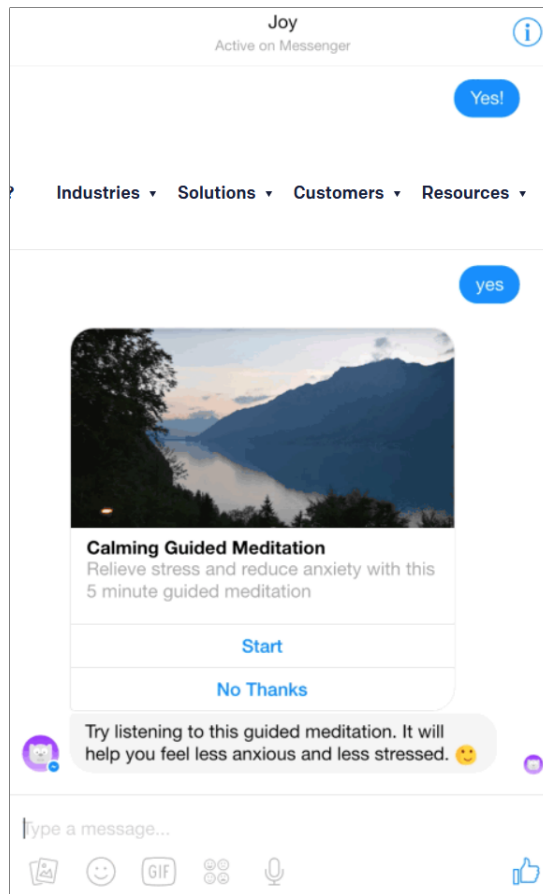 Joy
Active on Messenger
Yes!
? Industries ▾ Solutions ▾ Customers ▾ Resources ▾
yes
Calming Guided Meditation
Relieve stress and reduce anxiety with this
5 minute guided meditation
Start
No Thanks
Try listening to this guided meditation. It will
help you feel less anxious and less stressed. 🙂
Type a message...
GIF